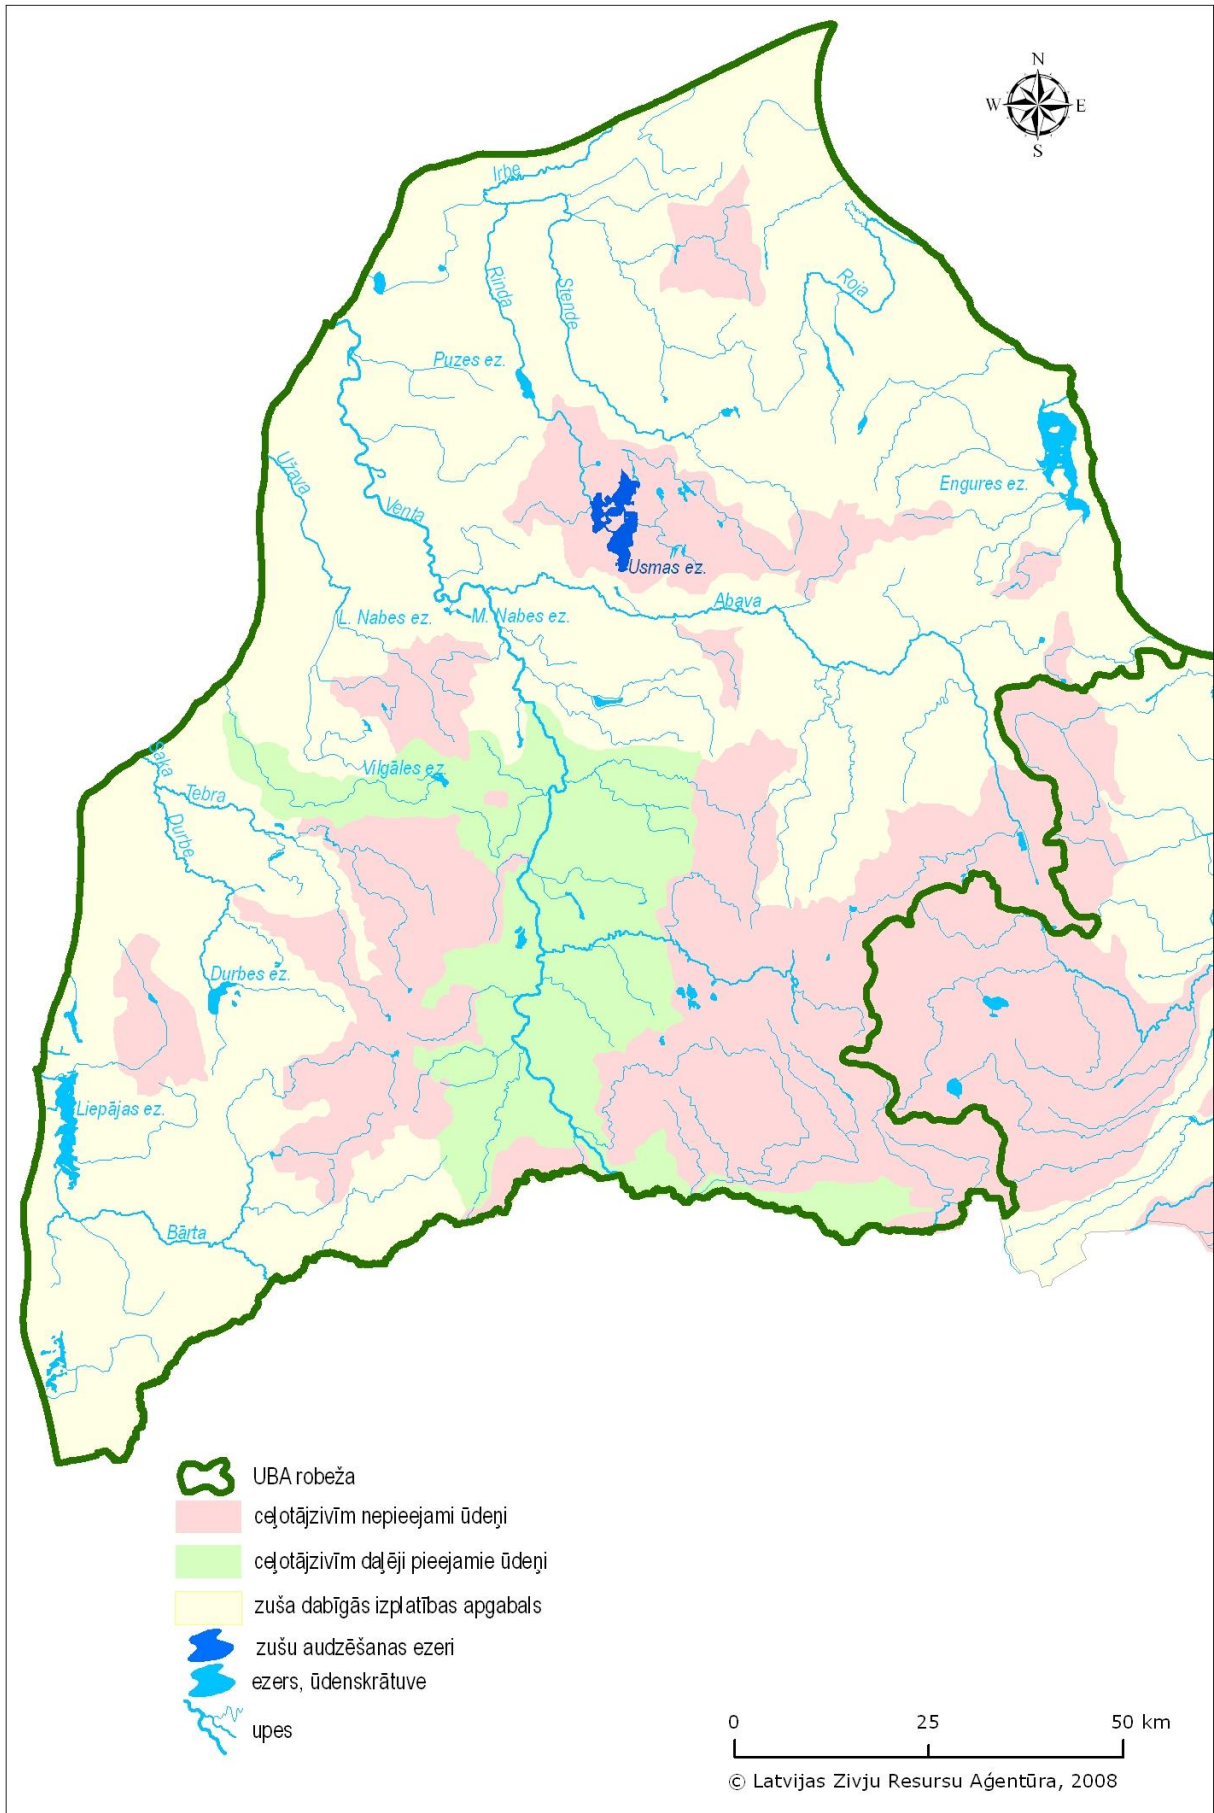 N
W E
S
Irbe
Rinda
Stende
Roja
Puzes ez.
Užava
Venta
Engures ez.
Usmas ez.
Abava
L. Nabes ez.
M. Nabes ez.
Saka
Vilgāles ez.
Tebra
Durbe
Durbes ez.
Liepājas ez.
Bārta
UBA robeža
ceļotājzivīm nepieejami ūdeņi
ceļotājzivīm daļēji pieejamie ūdeņi
zuša dabīgās izplatības apgabals
zušu audzēšanas ezeri
ezers, ūdenskrātuve
upes
0 25 50 km
© Latvijas Zivju Resursu Aģentūra, 2008